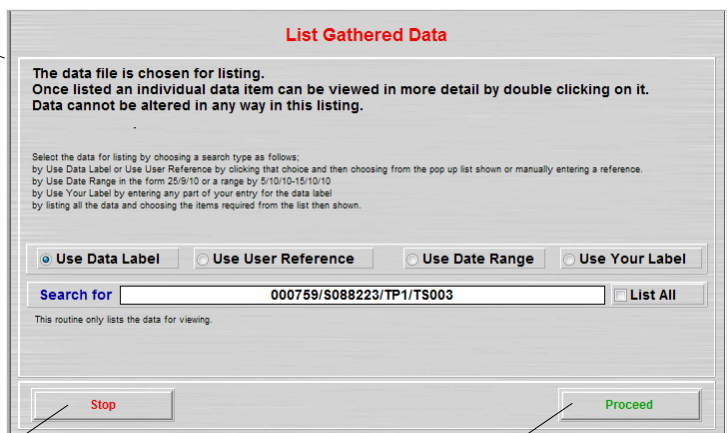 List Gathered Data
The data file is chosen for listing.
Once listed an individual data item can be viewed in more detail by double clicking on it.
Data cannot be altered in any way in this listing.
.
Select the data for listing by choosing a search type as follows;
by Use Data Label or Use User Reference by clicking that choice and then choosing from the pop up list shown or manually entering a reference.
by Use Date Range in the form 25/9/10 or a range by 5/10/10-15/10/10
by Use Your Label by entering any part of your entry for the data label
by listing all the data and choosing the items required from the list then shown.
Use Data Label Use User Reference Use Date Range Use Your Label
Search for 000759/S088223/TP1/TS003 List All
This routine only lists the data for viewing.
Stop Proceed